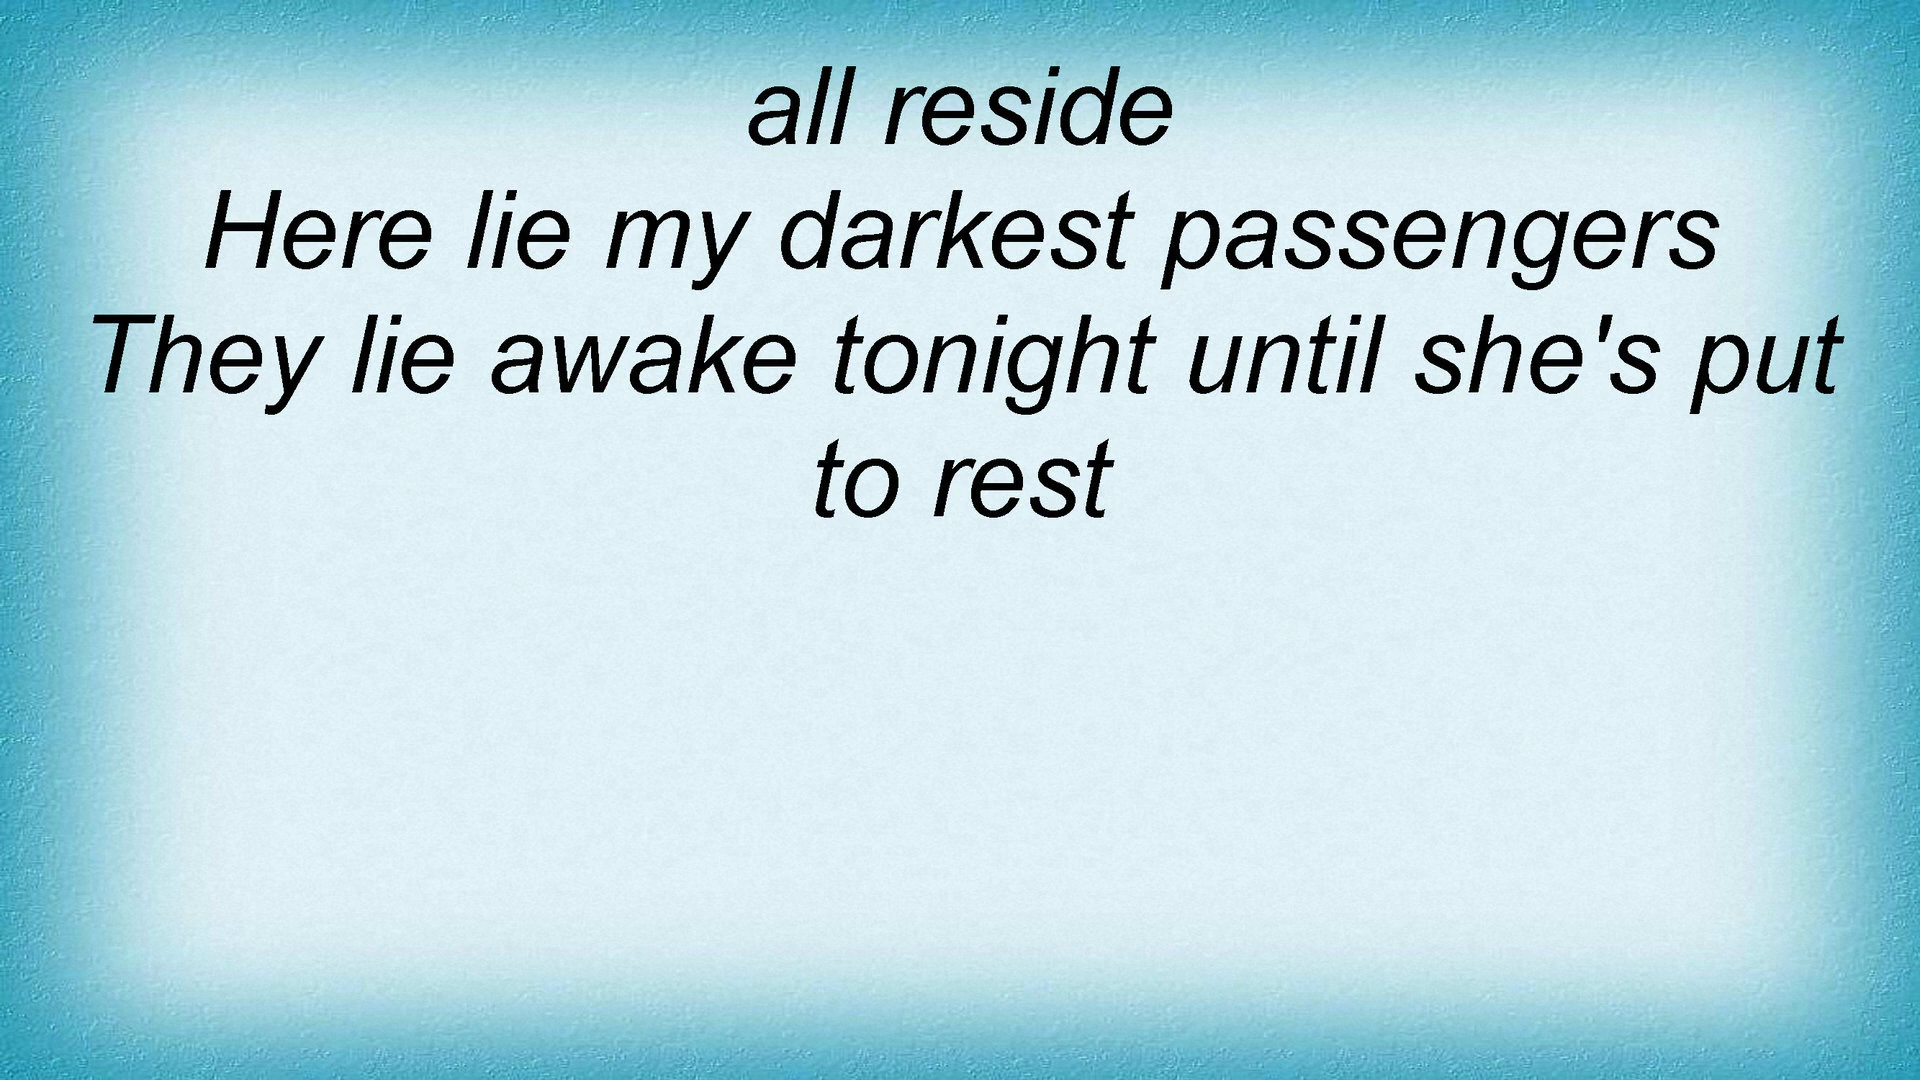 all reside
Here lie my darkest passengers
They lie awake tonight until she's put
to rest